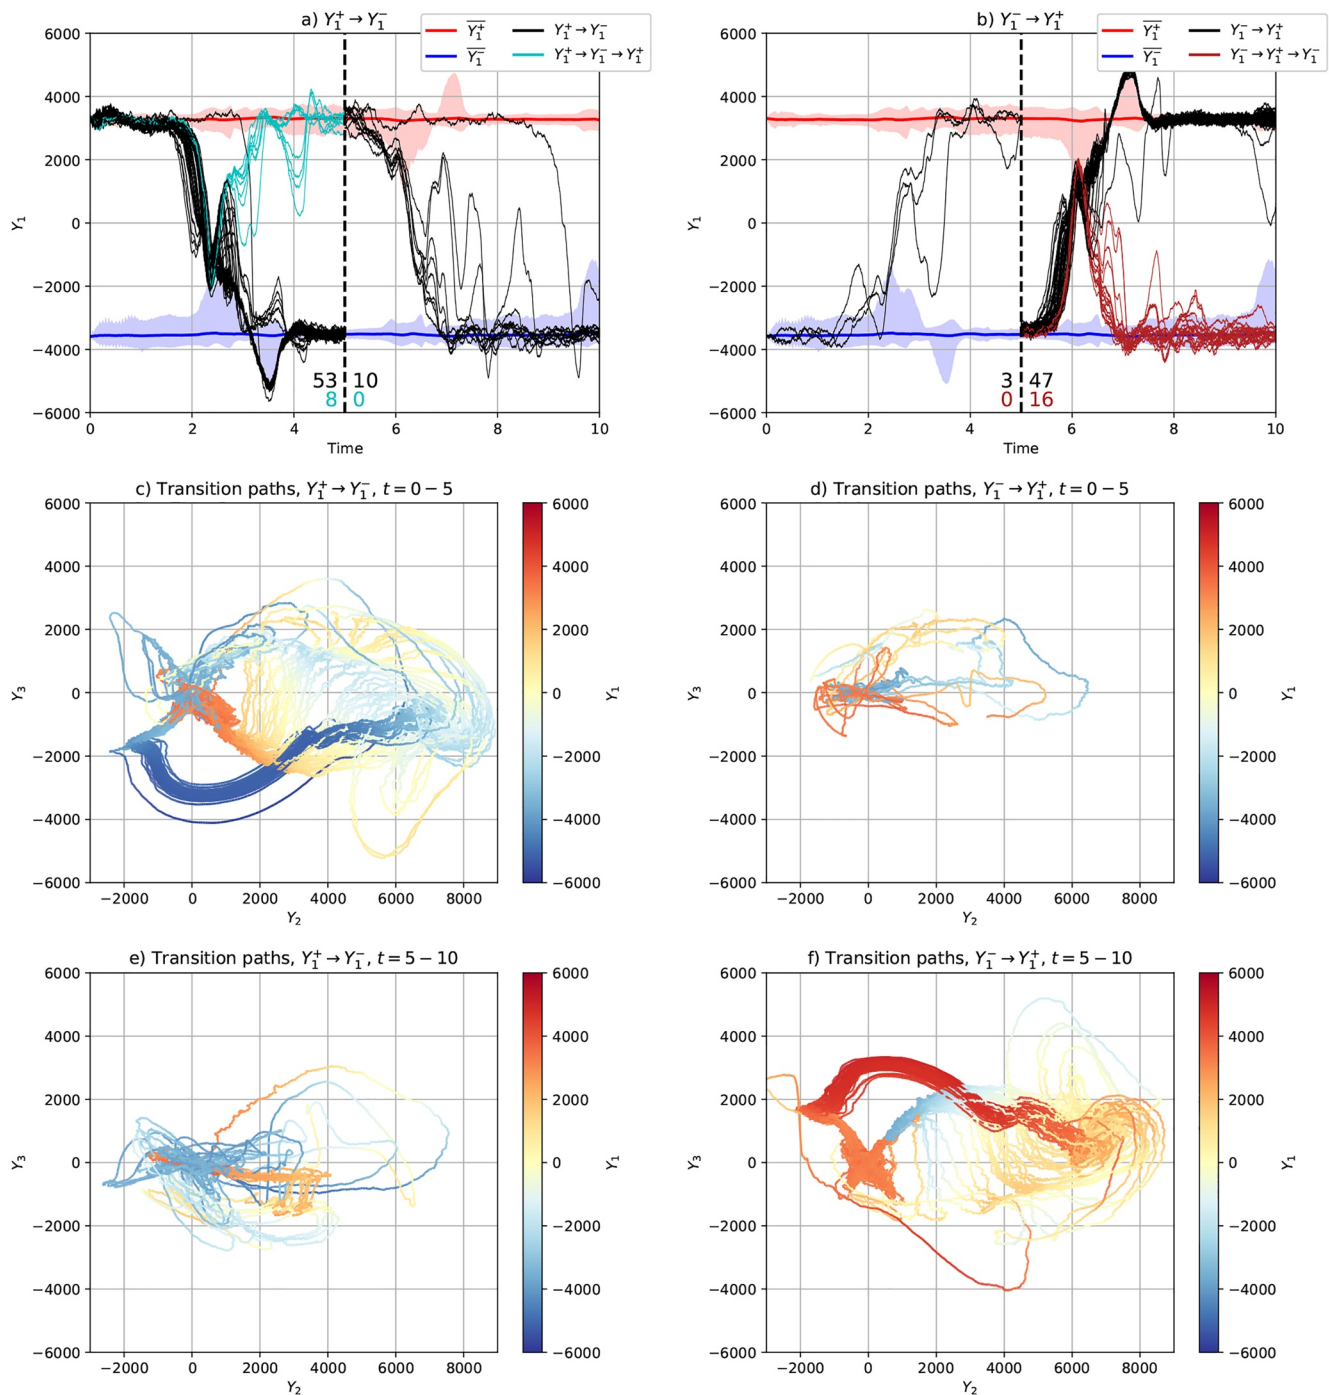 a) Y₁⁺→Y₁⁻
Y₁⁺ Y₁⁺→Y₁⁻
Y₁⁻ Y₁⁺→Y₁⁻→Y₁⁺
6000
4000
2000
0
−2000
−4000
−6000
Y₁
53 10
8 0
0 2 4 6 8 10
Time
b) Y₁⁻→Y₁⁺
Y₁⁺ Y₁⁻→Y₁⁺
Y₁⁻ Y₁⁻→Y₁⁺→Y₁⁻
6000
4000
2000
0
−2000
−4000
−6000
Y₁
3 47
0 16
0 2 4 6 8 10
Time
c) Transition paths, Y₁⁺→Y₁⁻, t = 0 − 5
6000
4000
2000
0
−2000
−4000
−6000
Y₃
−2000 0 2000 4000 6000 8000
Y₂
6000
4000
2000
0
−2000
−4000
−6000
Y₁
d) Transition paths, Y₁⁻→Y₁⁺, t = 0 − 5
6000
4000
2000
0
−2000
−4000
−6000
Y₃
−2000 0 2000 4000 6000 8000
Y₂
6000
4000
2000
0
−2000
−4000
−6000
Y₁
e) Transition paths, Y₁⁺→Y₁⁻, t = 5 − 10
6000
4000
2000
0
−2000
−4000
−6000
Y₃
−2000 0 2000 4000 6000 8000
Y₂
6000
4000
2000
0
−2000
−4000
−6000
Y₁
f) Transition paths, Y₁⁻→Y₁⁺, t = 5 − 10
6000
4000
2000
0
−2000
−4000
−6000
Y₃
−2000 0 2000 4000 6000 8000
Y₂
6000
4000
2000
0
−2000
−4000
−6000
Y₁